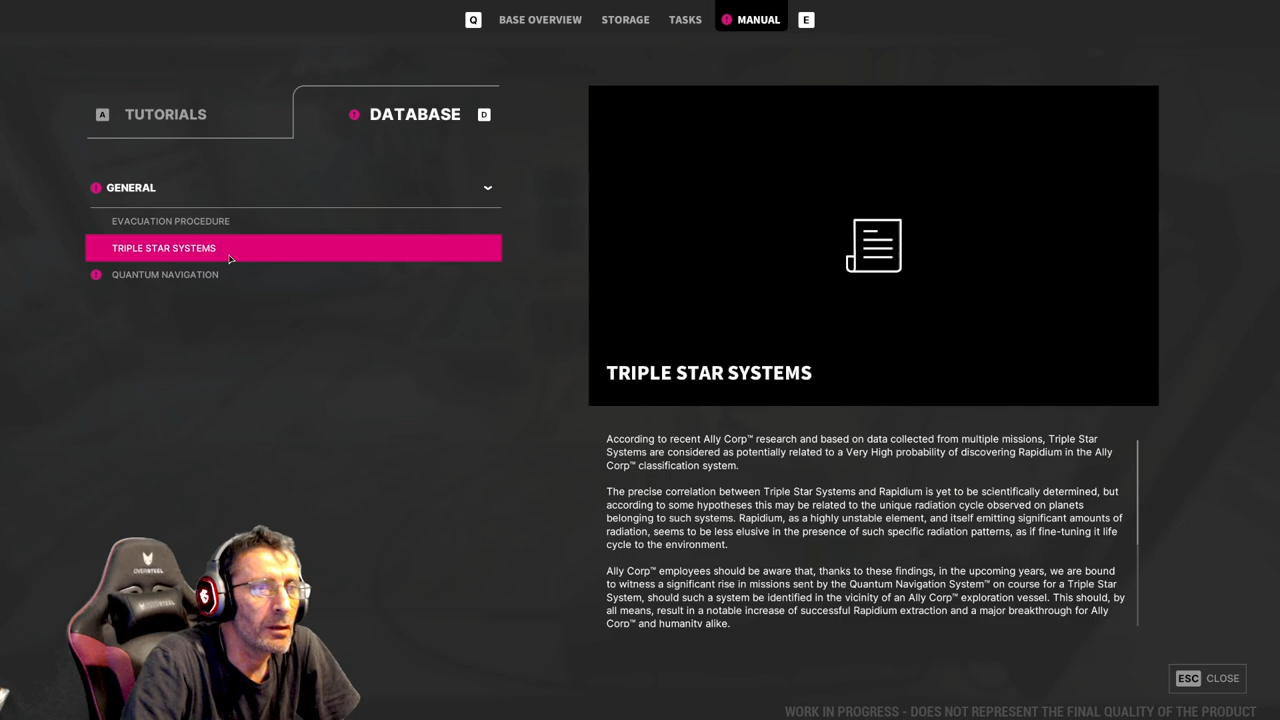 Q BASE OVERVIEW STORAGE TASKS ! MANUAL E
A TUTORIALS ! DATABASE D
! GENERAL
EVACUATION PROCEDURE
TRIPLE STAR SYSTEMS
! QUANTUM NAVIGATION
TRIPLE STAR SYSTEMS
According to recent Ally Corp™ research and based on data collected from multiple missions, Triple Star
Systems are considered as potentially related to a Very High probability of discovering Rapidium in the Ally
Corp™ classification system.
The precise correlation between Triple Star Systems and Rapidium is yet to be scientifically determined, but
according to some hypotheses this may be related to the unique radiation cycle observed on planets
belonging to such systems. Rapidium, as a highly unstable element, and itself emitting significant amounts of
radiation, seems to be less elusive in the presence of such specific radiation patterns, as if fine-tuning it life
cycle to the environment.
Ally Corp™ employees should be aware that, thanks to these findings, in the upcoming years, we are bound
to witness a significant rise in missions sent by the Quantum Navigation System™ on course for a Triple Star
System, should such a system be identified in the vicinity of an Ally Corp™ exploration vessel. This should, by
all means, result in a notable increase of successful Rapidium extraction and a major breakthrough for Ally
Corp™ and humanity alike.
OVERSTEEL
ESC CLOSE
WORK IN PROGRESS - DOES NOT REPRESENT THE FINAL QUALITY OF THE PRODUCT